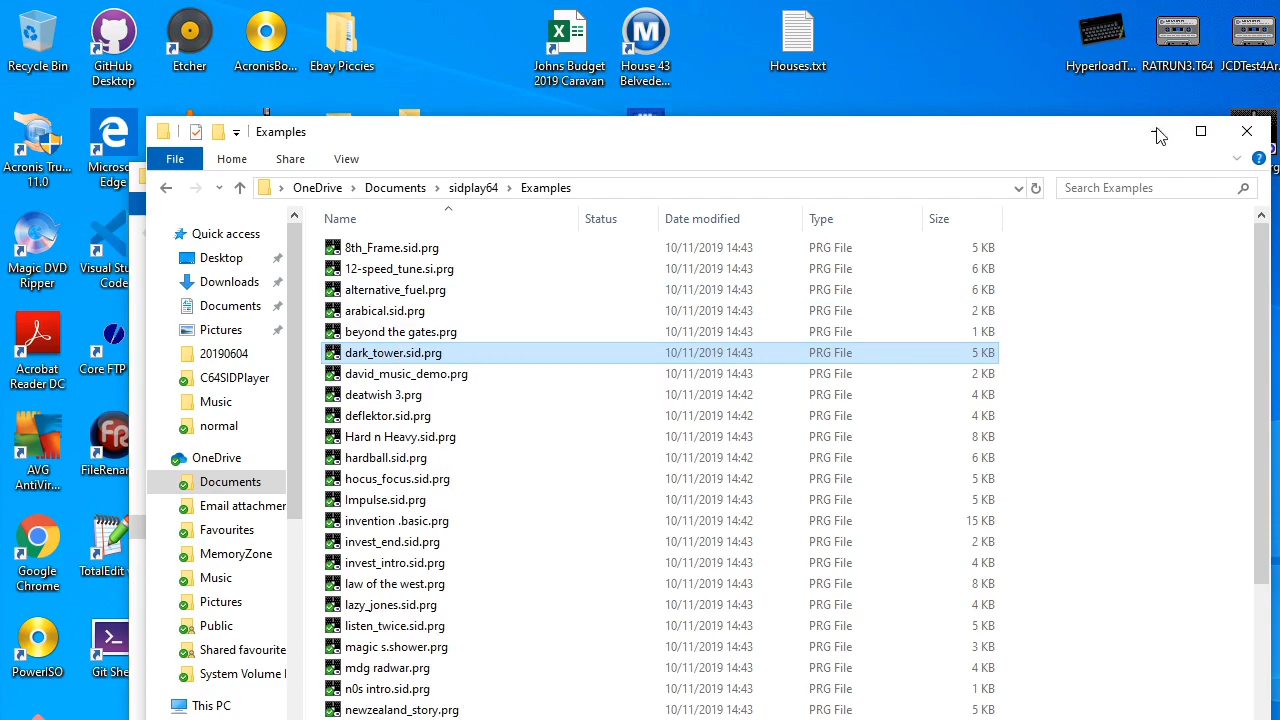 Recycle Bin
GitHub
Desktop
Etcher
AcronisBo...
Ebay Piccies
Johns Budget
2019 Caravan
House 43
Belvede...
Houses.txt
HyperloadT...
RATRUN3.T64
JCDTest4Ar
Acronis Tru...
11.0
Micros
Edge
Magic DVD
Ripper
Visual Stu
Code
Acrobat
Reader DC
Core FTP
AVG
AntiVir...
FileRenam
Google
Chrome
TotalEdit
PowerISO
Git She
Examples
File
Home
Share
View
OneDrive
Documents
sidplay64
Examples
Search Examples
Quick access
Desktop
Downloads
Documents
Pictures
20190604
C64SIDPlayer
Music
normal
OneDrive
Documents
Email attachmer
Favourites
MemoryZone
Music
Pictures
Public
Shared favourite
System Volume I
This PC
Name Status Date modified Type Size
8th_Frame.sid.prg 10/11/2019 14:43 PRG File 5 KB
12-speed_tune.si.prg 10/11/2019 14:43 PRG File 6 KB
alternative_fuel.prg 10/11/2019 14:43 PRG File 6 KB
arabical.sid.prg 10/11/2019 14:43 PRG File 2 KB
beyond the gates.prg 10/11/2019 14:43 PRG File 1 KB
dark_tower.sid.prg 10/11/2019 14:43 PRG File 5 KB
david_music_demo.prg 10/11/2019 14:43 PRG File 2 KB
deatwish 3.prg 10/11/2019 14:42 PRG File 4 KB
deflektor.sid.prg 10/11/2019 14:42 PRG File 4 KB
Hard n Heavy.sid.prg 10/11/2019 14:43 PRG File 8 KB
hardball.sid.prg 10/11/2019 14:42 PRG File 6 KB
hocus_focus.sid.prg 10/11/2019 14:42 PRG File 5 KB
Impulse.sid.prg 10/11/2019 14:43 PRG File 5 KB
invention .basic.prg 10/11/2019 14:42 PRG File 15 KB
invest_end.sid.prg 10/11/2019 14:43 PRG File 2 KB
invest_intro.sid.prg 10/11/2019 14:43 PRG File 4 KB
law of the west.prg 10/11/2019 14:43 PRG File 8 KB
lazy_jones.sid.prg 10/11/2019 14:43 PRG File 4 KB
listen_twice.sid.prg 10/11/2019 14:43 PRG File 5 KB
magic s.shower.prg 10/11/2019 14:43 PRG File 3 KB
mdg radwar.prg 10/11/2019 14:43 PRG File 4 KB
n0s intro.sid.prg 10/11/2019 14:43 PRG File 1 KB
newzealand_story.prg 10/11/2019 14:43 PRG File 5 KB